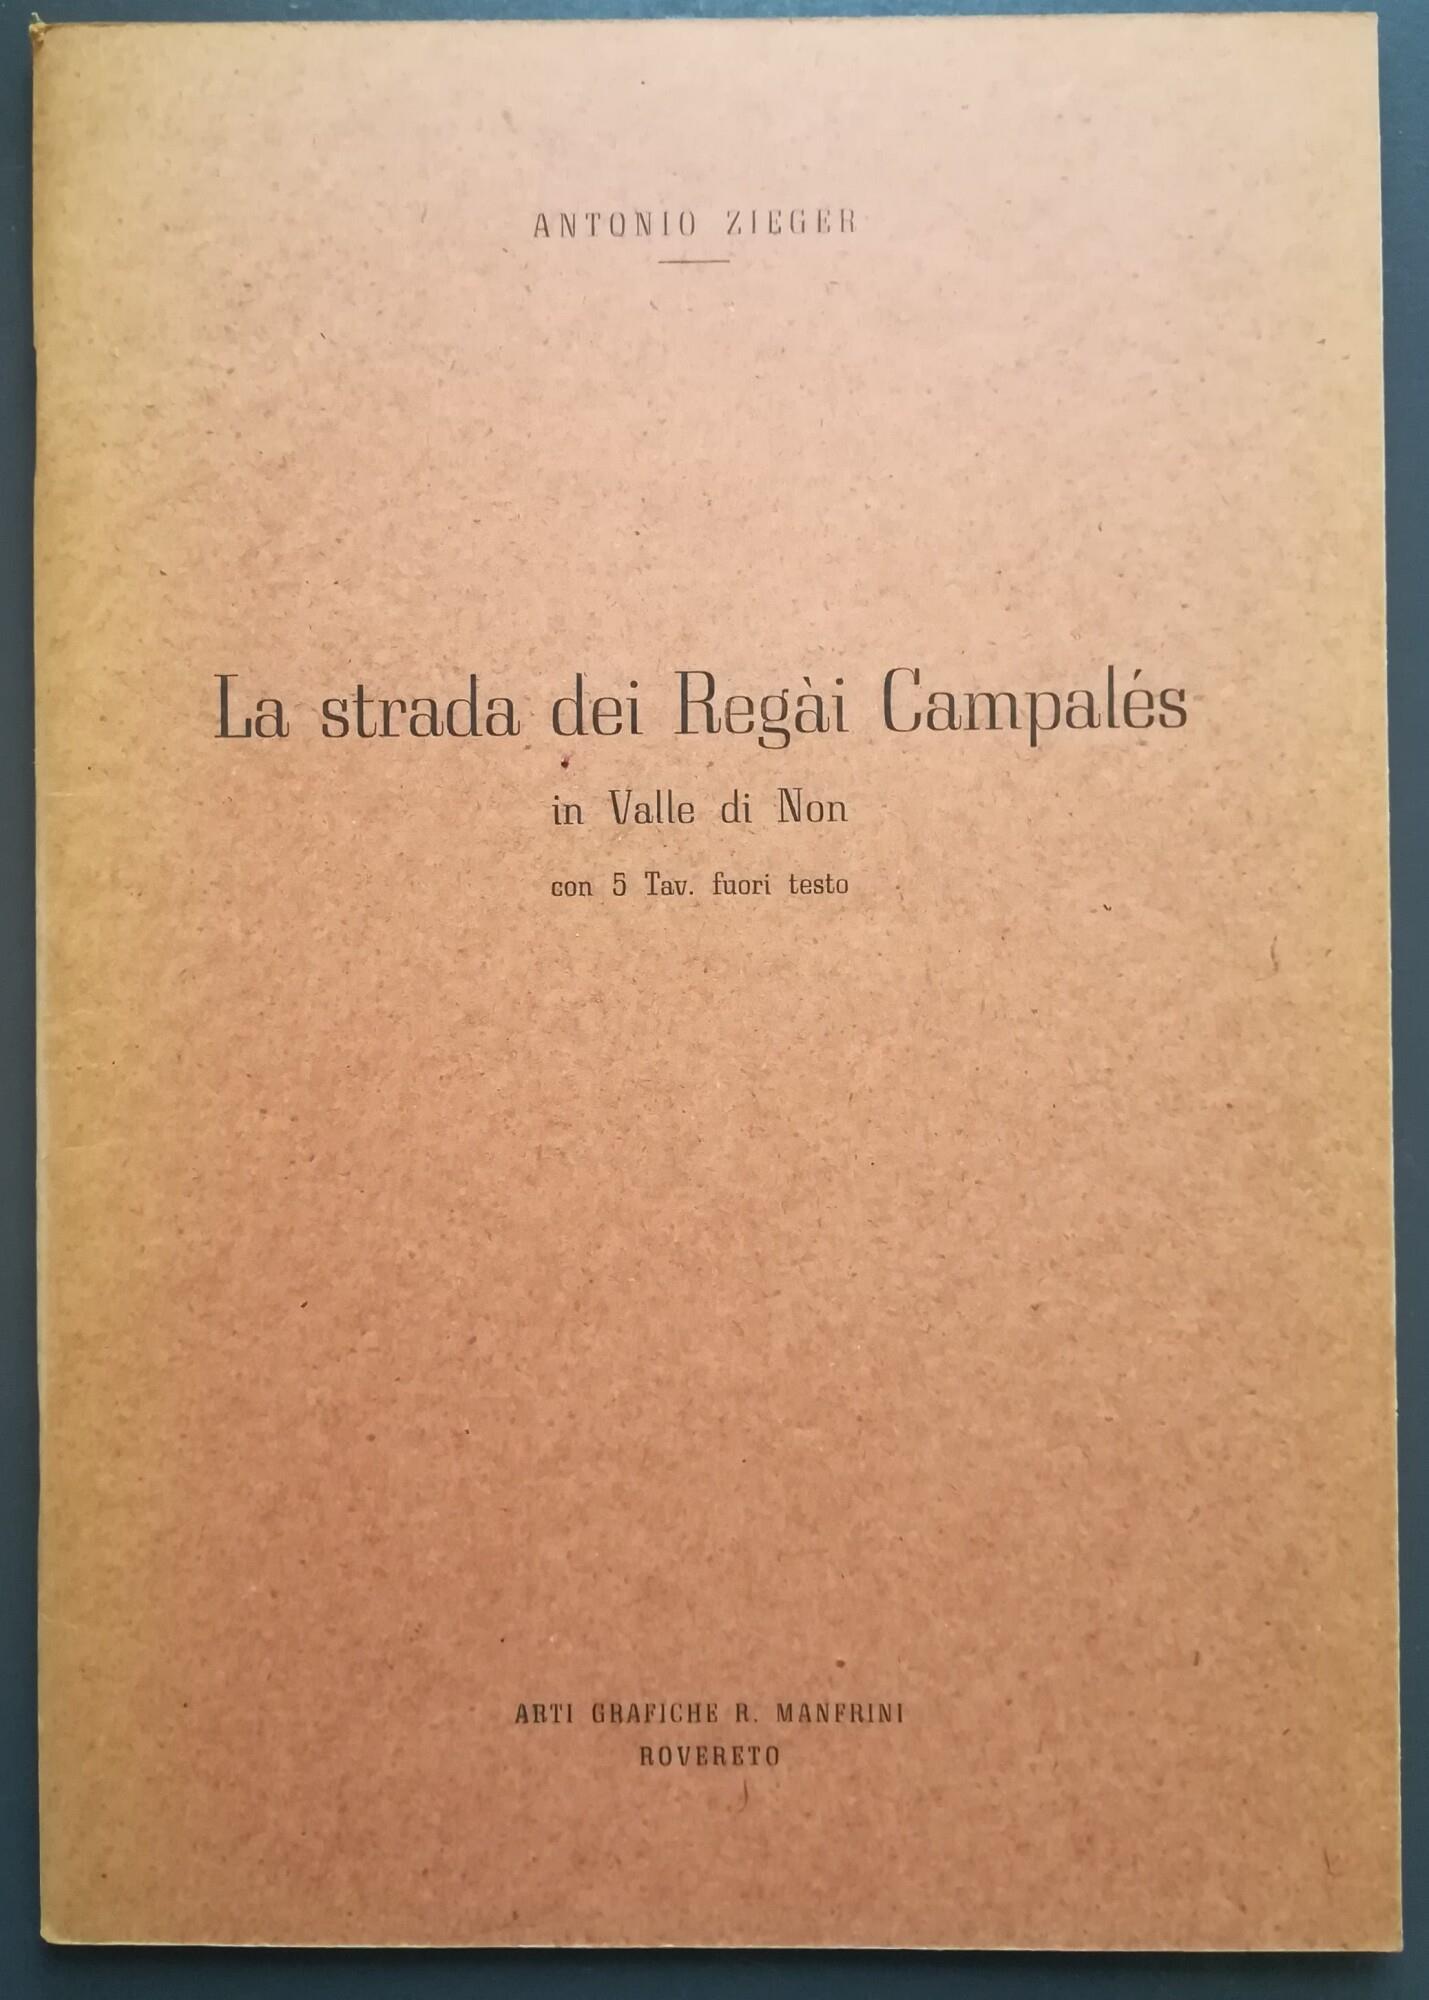 ANTONIO ZIEGER
La strada dei Regài Campalés
in Valle di Non
con 5 Tav. fuori testo
ARTI GRAFICHE R. MANFRINI
ROVERETO